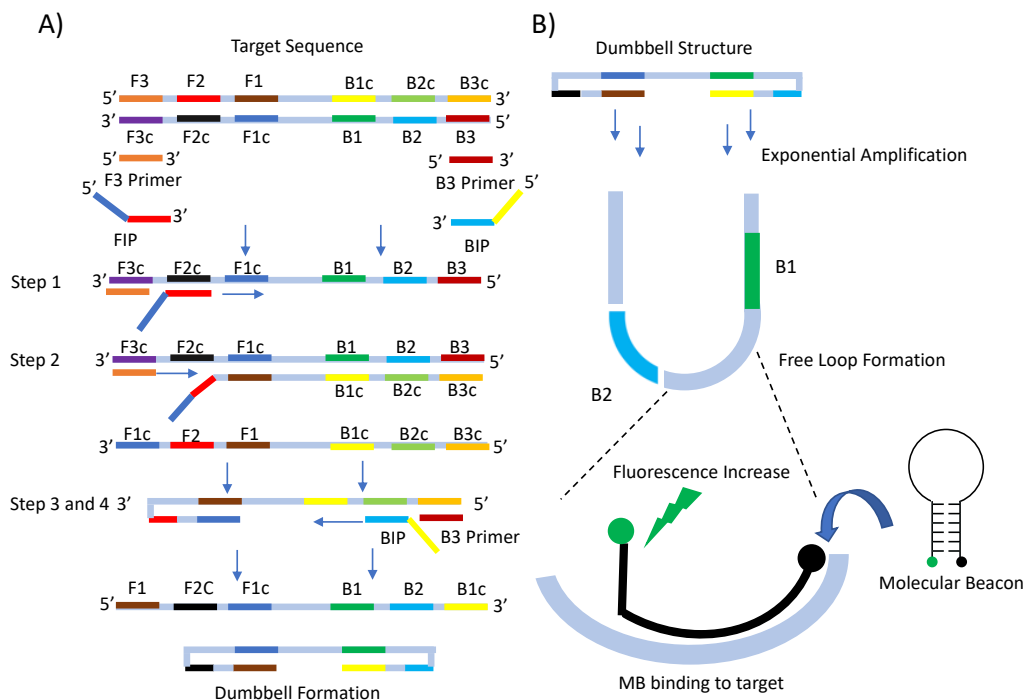 A)
Target Sequence
F3 F2 F1 B1c B2c B3c
5’ 3’
3’ 5’
F3c F2c F1c B1 B2 B3
5’ 3’ 5’ 3’
F3 Primer B3 Primer
5’ 5’
3’ 3’
FIP BIP
F3c F2c F1c B1 B2 B3
Step 1 3’ 5’
Step 2 F3c F2c F1c B1 B2 B3
3’ 5’
B1c B2c B3c
F1c F2 F1 B1c B2c B3c
3’ 5’
Step 3 and 4 3’ 5’
BIP B3 Primer
F1 F2C F1c B1 B2 B1c
5’ 3’
Dumbbell Formation
B)
Dumbbell Structure
Exponential Amplification
B1
Free Loop Formation
B2
Fluorescence Increase
Molecular Beacon
MB binding to target